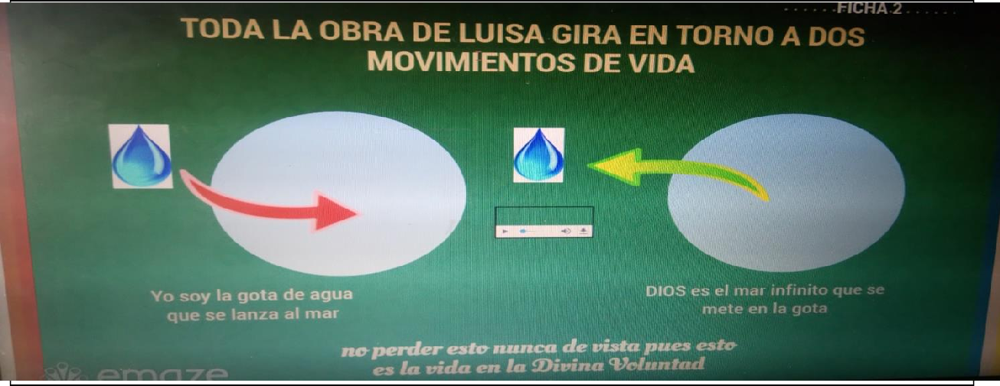 FICHA 2
TODA LA OBRA DE LUISA GIRA EN TORNO A DOS
MOVIMIENTOS DE VIDA
Yo soy la gota de agua
que se lanza al mar
DIOS es el mar infinito que se
mete en la gota
no perder esto nunca de vista pues esto
es la vida en la Divina Voluntad
emaze